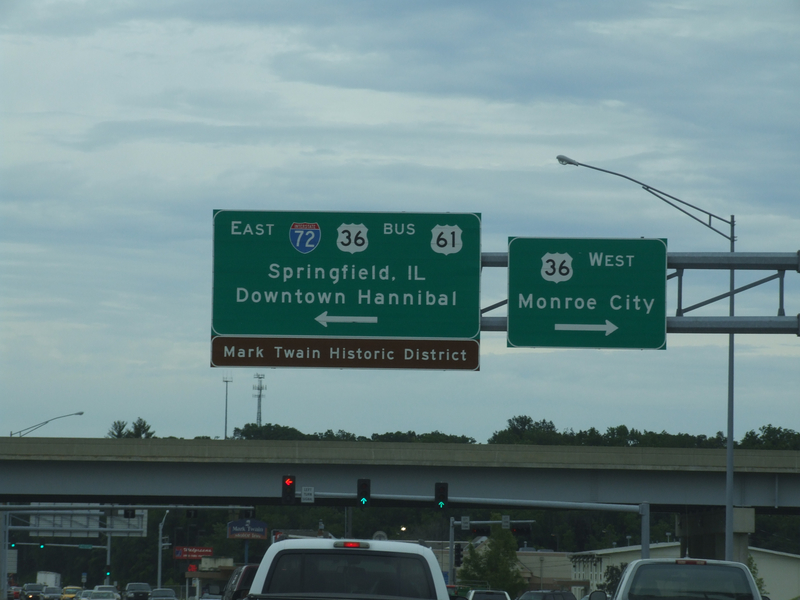 EAST 72 36 BUS 61
Springfield, IL
Downtown Hannibal
Mark Twain Historic District
36 WEST
Monroe City